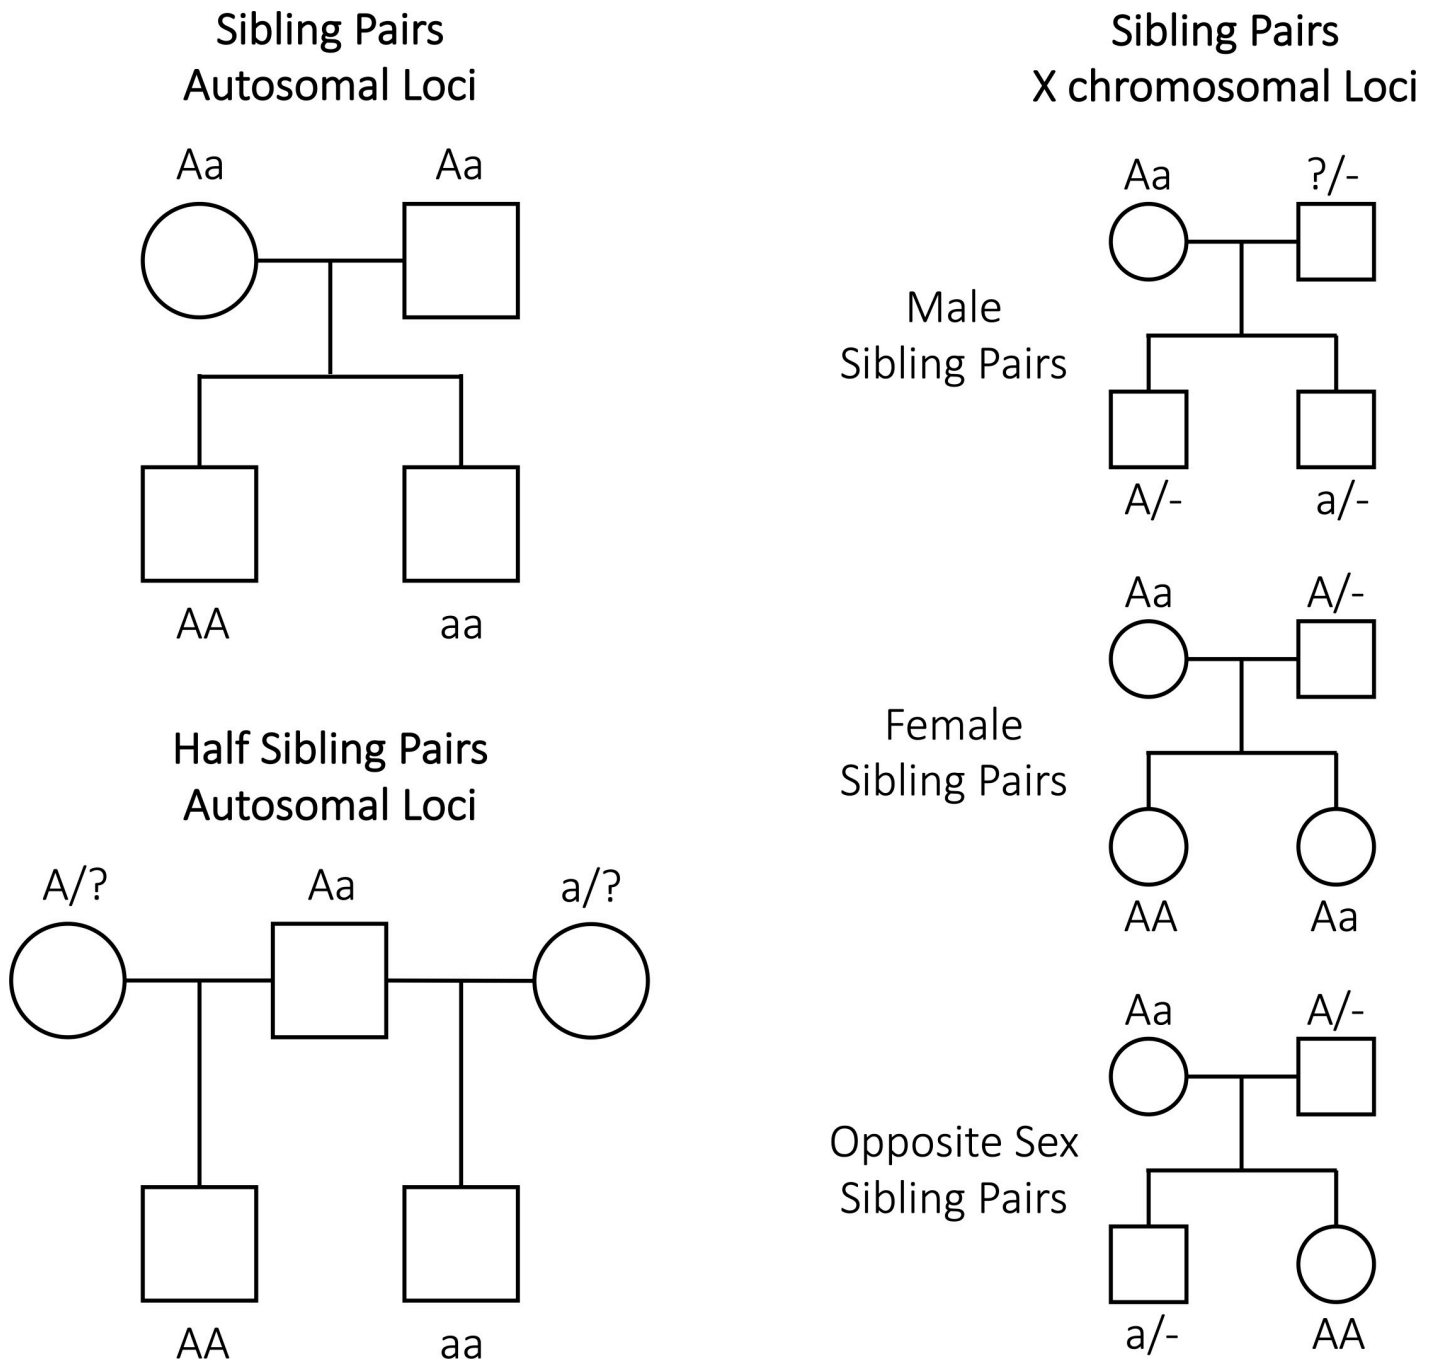 Sibling Pairs
Autosomal Loci
Aa Aa
AA aa
Half Sibling Pairs
Autosomal Loci
A/? Aa a/?
AA aa
Sibling Pairs
X chromosomal Loci
Aa ?/-
Male
Sibling Pairs
A/- a/-
Aa A/-
Female
Sibling Pairs
AA Aa
Aa A/-
Opposite Sex
Sibling Pairs
a/- AA